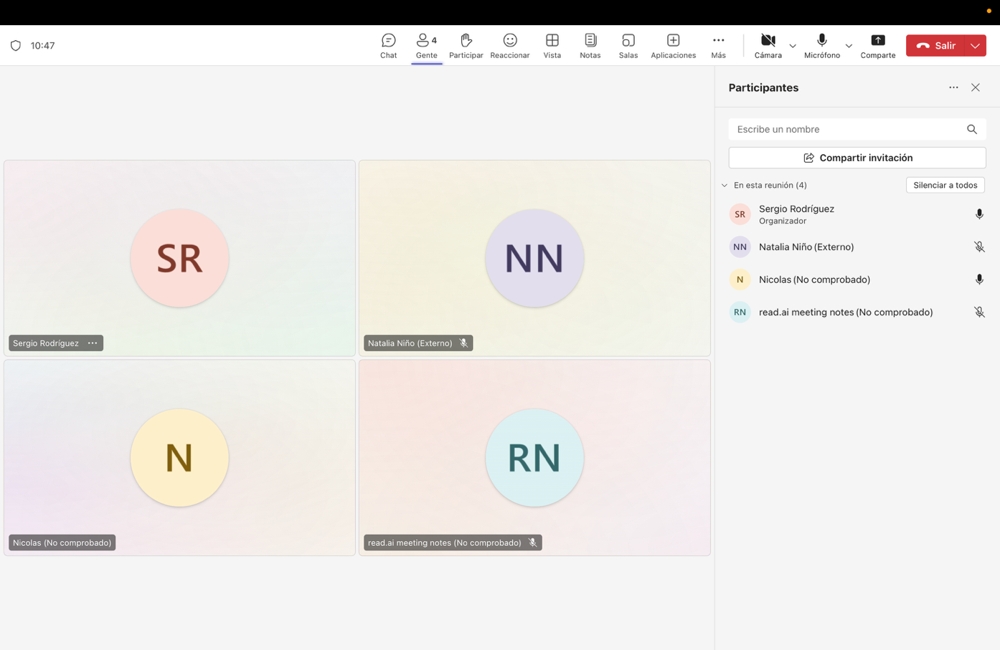 10:47
Chat
4
Gente
Participar
Reaccionar
Vista
Notas
Salas
Aplicaciones
Más
Cámara
Micrófono
Comparte
Salir
SR
Sergio Rodríguez
NN
Natalia Niño (Externo)
N
Nicolas (No comprobado)
RN
read.ai meeting notes (No comprobado)
Participantes
Escribe un nombre
Compartir invitación
En esta reunión (4)
Silenciar a todos
SR
Sergio Rodríguez
Organizador
NN
Natalia Niño (Externo)
N
Nicolas (No comprobado)
RN
read.ai meeting notes (No comprobado)